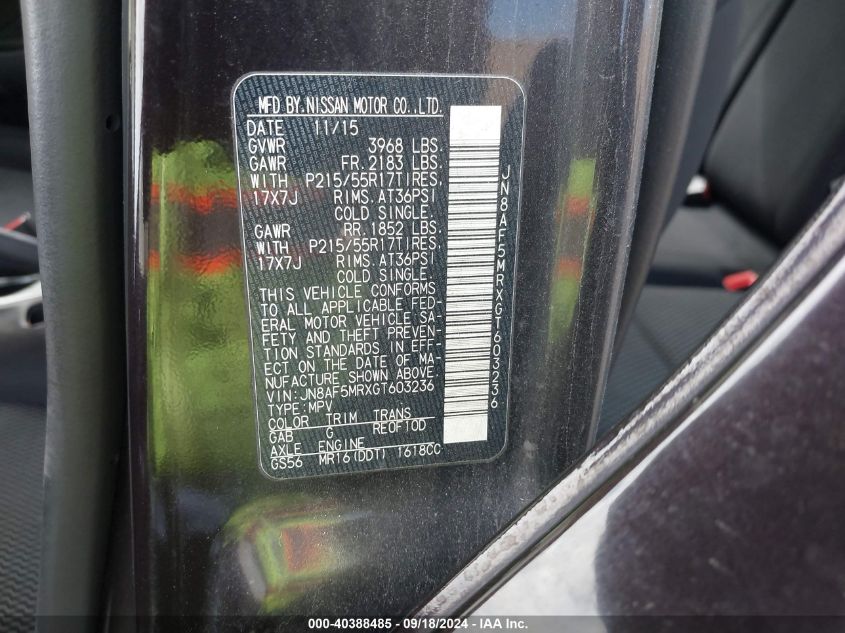 MFD BY.NISSAN MOTOR CO.,LTD.
DATE 11/15
GVWR 3968 LBS.
GAWR FR.2183 LBS.
WITH P215/55R17TIRES.
17X7J RIMS.AT36PSI
COLD SINGLE.
GAWR RR.1852 LBS.
WITH P215/55R17TIRES.
17X7J RIMS.AT36PSI
COLD SINGLE.
THIS VEHICLE CONFORMS
TO ALL APPLICABLE FED-
ERAL MOTOR VEHICLE SA-
FETY AND THEFT PREVEN-
TION STANDARDS IN EFF-
ECT ON THE DATE OF MA-
NUFACTURE SHOWN ABOVE.
VIN:JN8AF5MRXGT603236
TYPE:MPV
COLOR TRIM TRANS
GAB G REOF10D
AXLE ENGINE
GS56 MR16(DDT) 1618CC
JN8AF5MRXGT603236
000-40388485 - 09/18/2024 - IAA Inc.